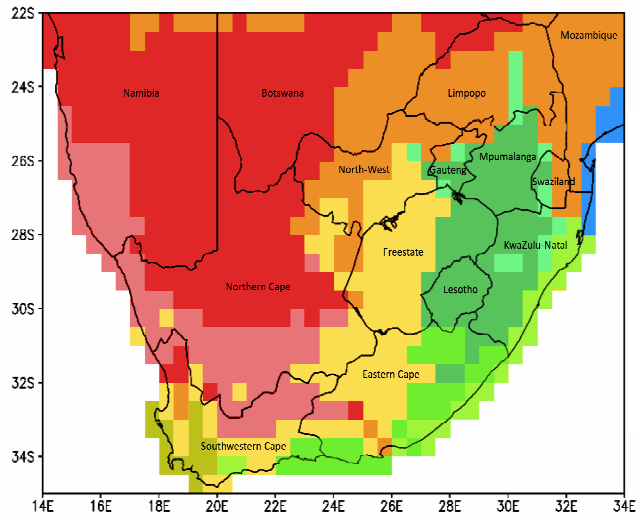 22S
Mozambique
24S
Namibia
Botswana
Limpopo
26S
North-West
Gauteng
Mpumalanga
Swaziland
28S
Freestate
KwaZulu-Natal
30S
Northern Cape
Lesotho
32S
Eastern Cape
34S
Southwestern Cape
14E 16E 18E 20E 22E 24E 26E 28E 30E 32E 34E